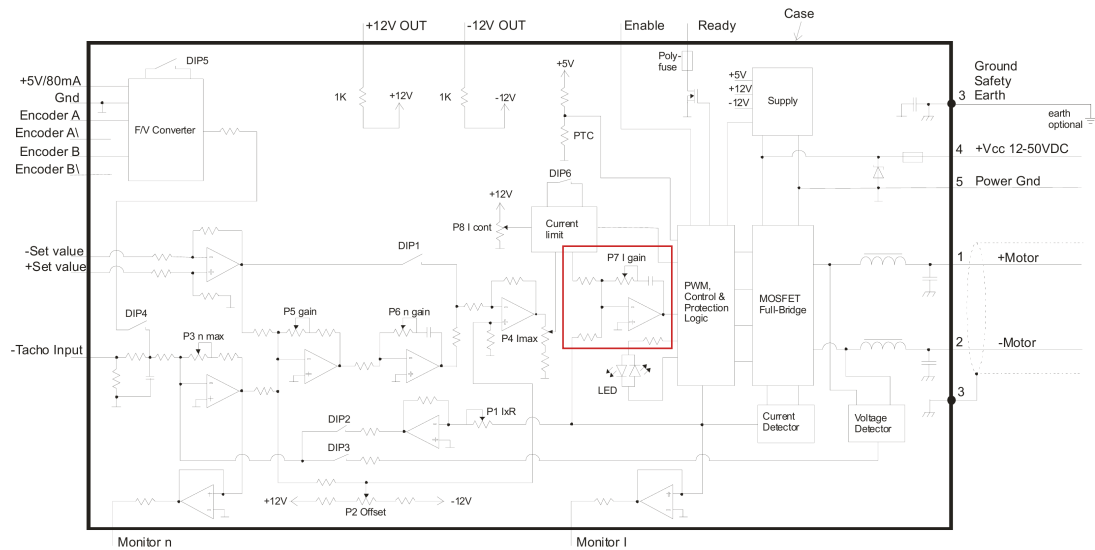 +12V OUT
-12V OUT
Enable
Ready
Case
+5V/80mA
Gnd
Encoder A
Encoder A\
Encoder B
Encoder B\
DIP5
F/V Converter
1K
+12V
1K
-12V
+5V
PTC
Poly-
fuse
+5V
+12V
-12V
Supply
Ground
Safety
3 Earth
earth
optional
4 +Vcc 12-50VDC
5 Power Gnd
DIP6
+12V
P8 I cont
Current
limit
-Set value
+Set value
DIP1
P7 I gain
PWM,
Control &
Protection
Logic
MOSFET
Full-Bridge
1 +Motor
DIP4
P3 n max
P5 gain
P6 n gain
P4 Imax
-Tacho Input
2 -Motor
LED
3
DIP2
P1 IxR
DIP3
Current
Detector
Voltage
Detector
+12V
P2 Offset
-12V
Monitor n
Monitor I